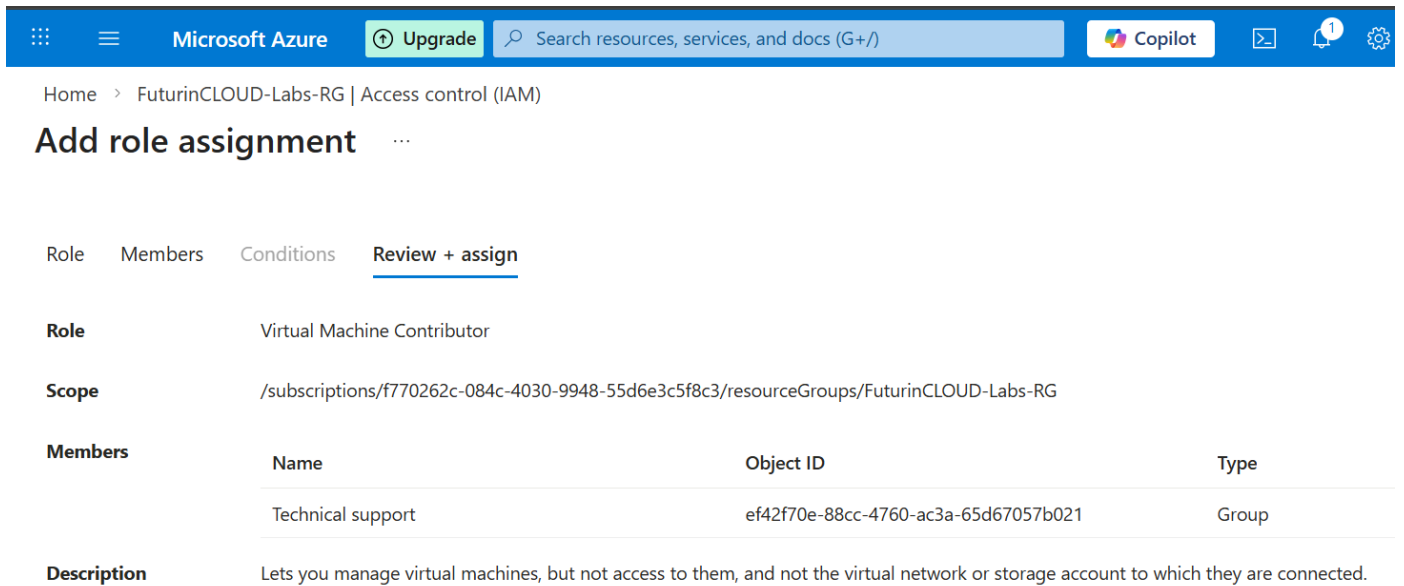 Microsoft Azure Upgrade Search resources, services, and docs (G+/) Copilot 1
Home > FuturinCLOUD-Labs-RG | Access control (IAM)
Add role assignment ...
Role Members Conditions Review + assign
Role Virtual Machine Contributor
Scope /subscriptions/f770262c-084c-4030-9948-55d6e3c5f8c3/resourceGroups/FuturinCLOUD-Labs-RG
Members
Name Object ID Type
Technical support ef42f70e-88cc-4760-ac3a-65d67057b021 Group
Description Lets you manage virtual machines, but not access to them, and not the virtual network or storage account to which they are connected.